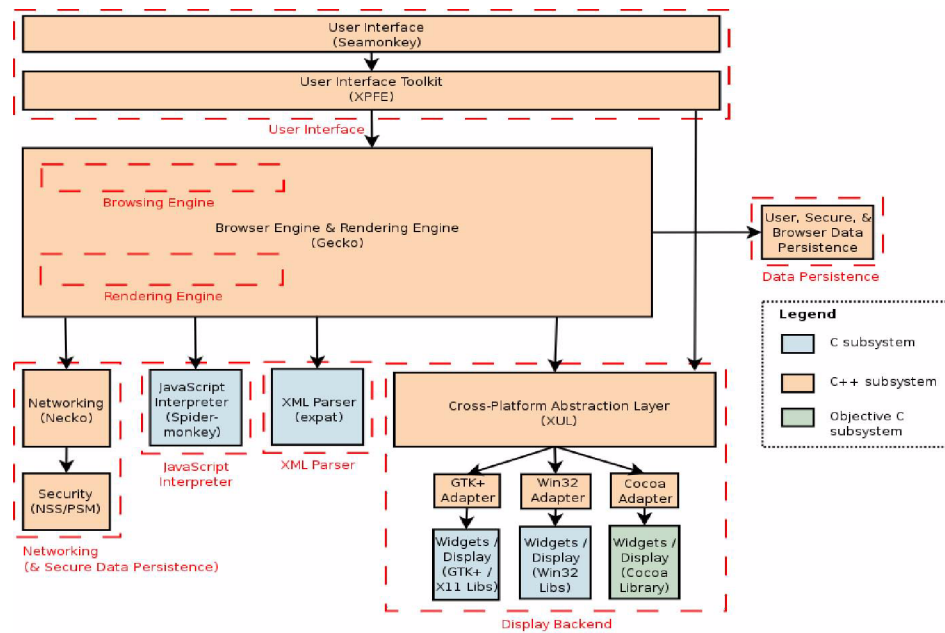 User Interface
(Seamonkey)
User Interface Toolkit
(XPFE)
User Interface
Browsing Engine
Browser Engine & Rendering Engine
(Gecko)
Rendering Engine
User, Secure, &
Browser Data
Persistence
Data Persistence
Legend
C subsystem
C++ subsystem
Objective C
subsystem
Networking
(Necko)
Security
(NSS/PSM)
Networking
(& Secure Data Persistence)
JavaScript
Interpreter
(Spider-
monkey)
JavaScript
Interpreter
XML Parser
(expat)
XML Parser
Cross-Platform Abstraction Layer
(XUL)
GTK+
Adapter
Win32
Adapter
Cocoa
Adapter
Widgets /
Display
(GTK+ /
X11 Libs)
Widgets /
Display
(Win32
Libs)
Widgets /
Display
(Cocoa
Library)
Display Backend